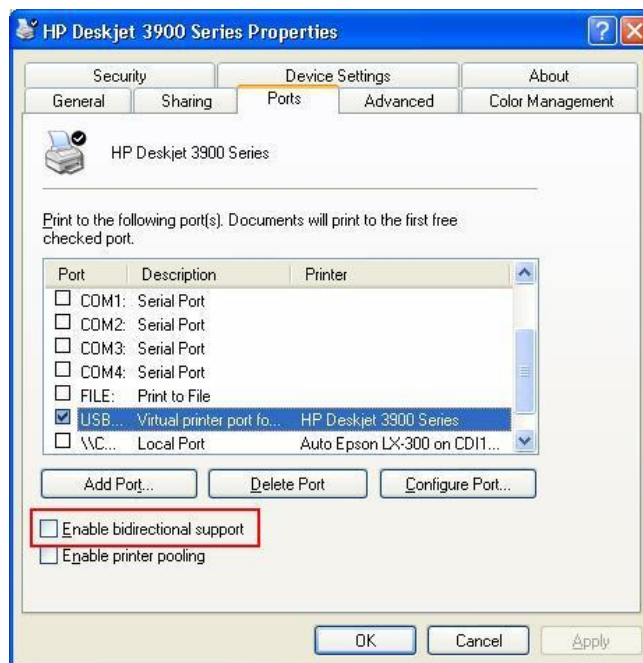 HP Deskjet 3900 Series Properties
Security Device Settings About
General Sharing Ports Advanced Color Management
HP Deskjet 3900 Series
Print to the following port(s). Documents will print to the first free
checked port.
Port Description Printer
COM1: Serial Port
COM2: Serial Port
COM3: Serial Port
COM4: Serial Port
FILE: Print to File
USB... Virtual printer port fo... HP Deskjet 3900 Series
\\C... Local Port Auto Epson LX-300 on CDI1...
Add Port... Delete Port Configure Port...
Enable bidirectional support
Enable printer pooling
OK Cancel Apply